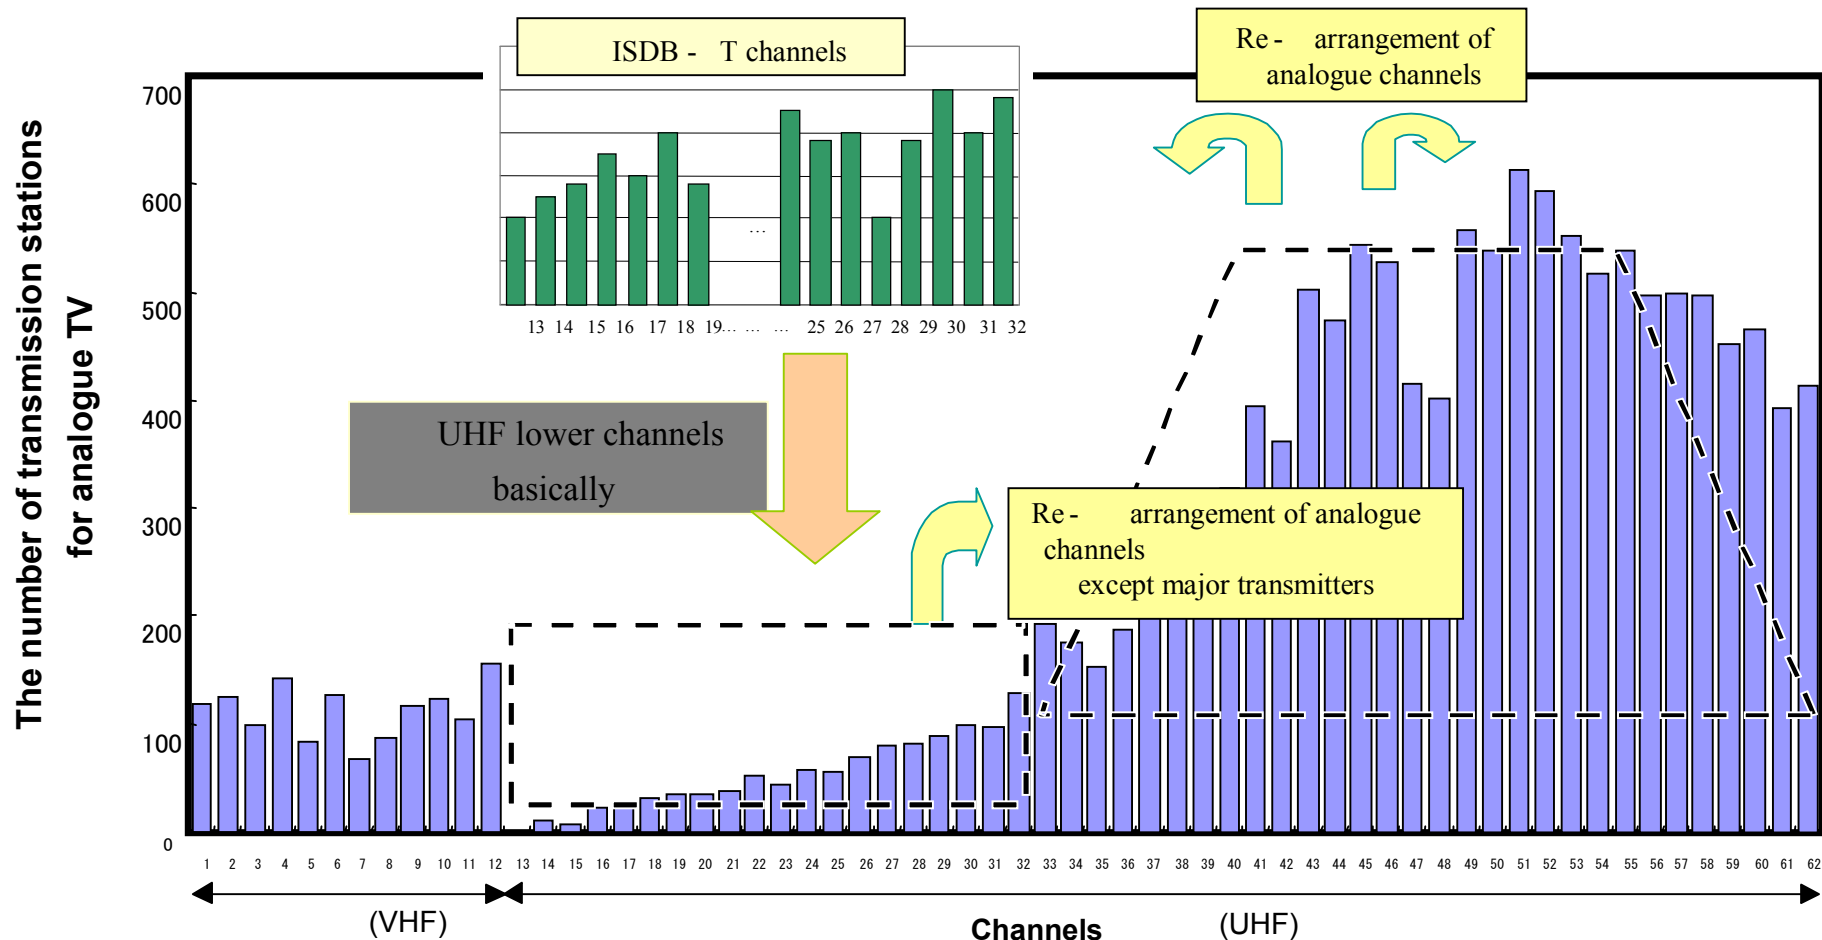 ISDB - T channels
Re - arrangement of
analogue channels
The number of transmission stations
for analogue TV
700
600
500
400
300
200
100
0
...
13 14 15 16 17 18 19... ... ... 25 26 27 28 29 30 31 32
UHF lower channels
basically
Re - arrangement of analogue
channels
except major transmitters
1 2 3 4 5 6 7 8 9 10 11 12 13 14 15 16 17 28 19 20 21 22 23 24 25 26 27 28 29 30 31 32 33 34 35 36 37 38 39 40 41 42 43 44 45 46 47 48 49 50 51 52 53 54 55 56 57 58 59 60 61 62
(VHF)
Channels
(UHF)